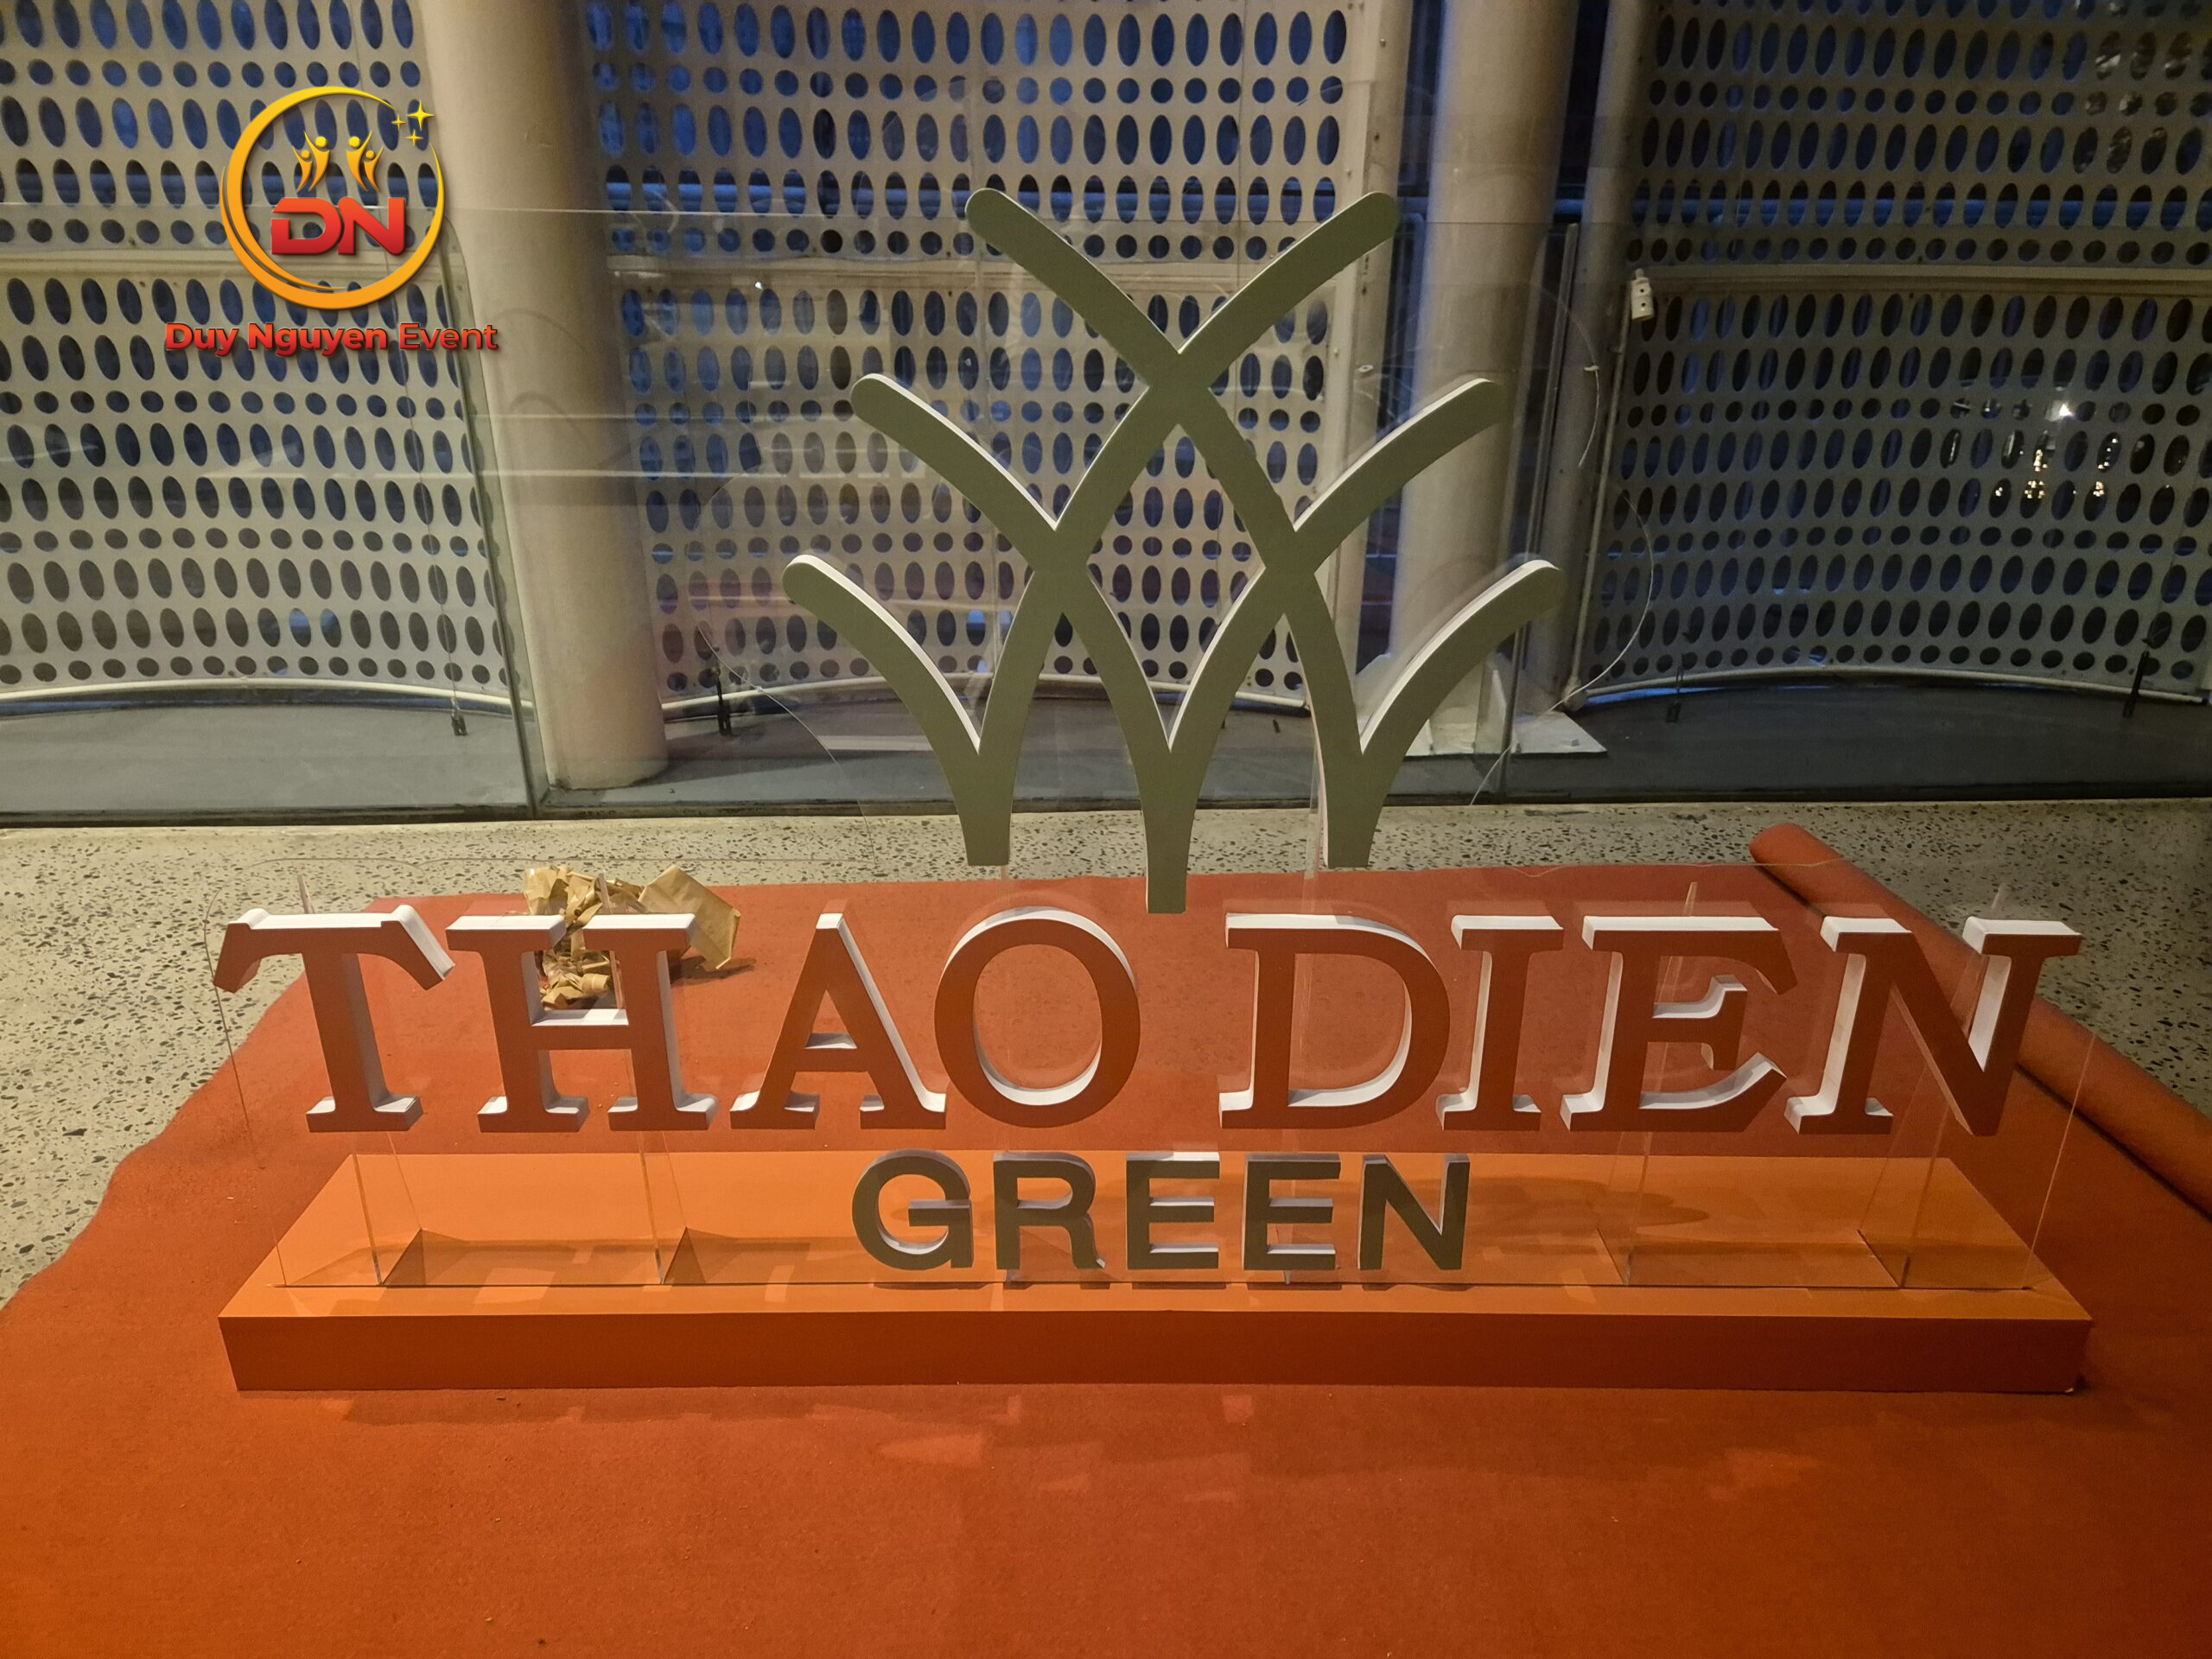 DN
Duy Nguyen Event
THAO DIEN
GREEN